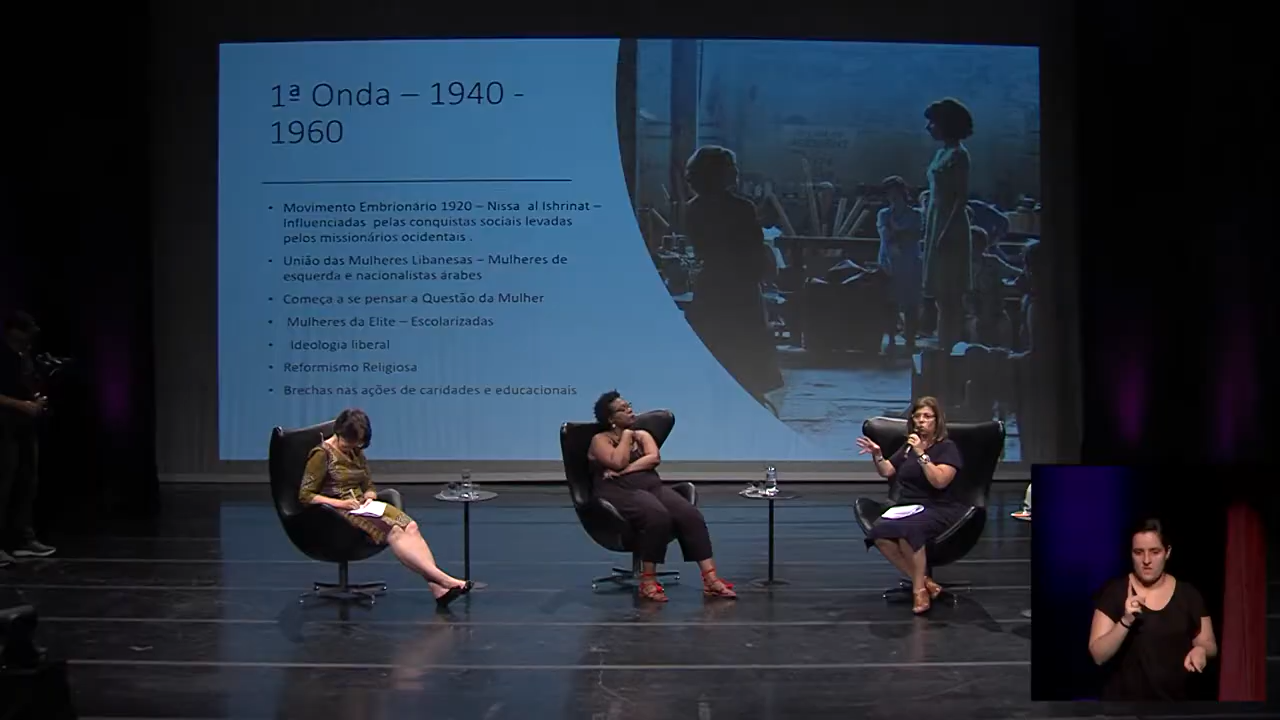 1ª Onda – 1940 -
1960
• Movimento Embrionário 1920 – Nissa al Ishrinat –
Influenciadas pelas conquistas sociais levadas
pelos missionários ocidentais .
• União das Mulheres Libanesas – Mulheres de
esquerda e nacionalistas árabes
• Começa a se pensar a Questão da Mulher
• Mulheres da Elite – Escolarizadas
• Ideologia liberal
• Reformismo Religiosa
• Brechas nas ações de caridades e educacionais